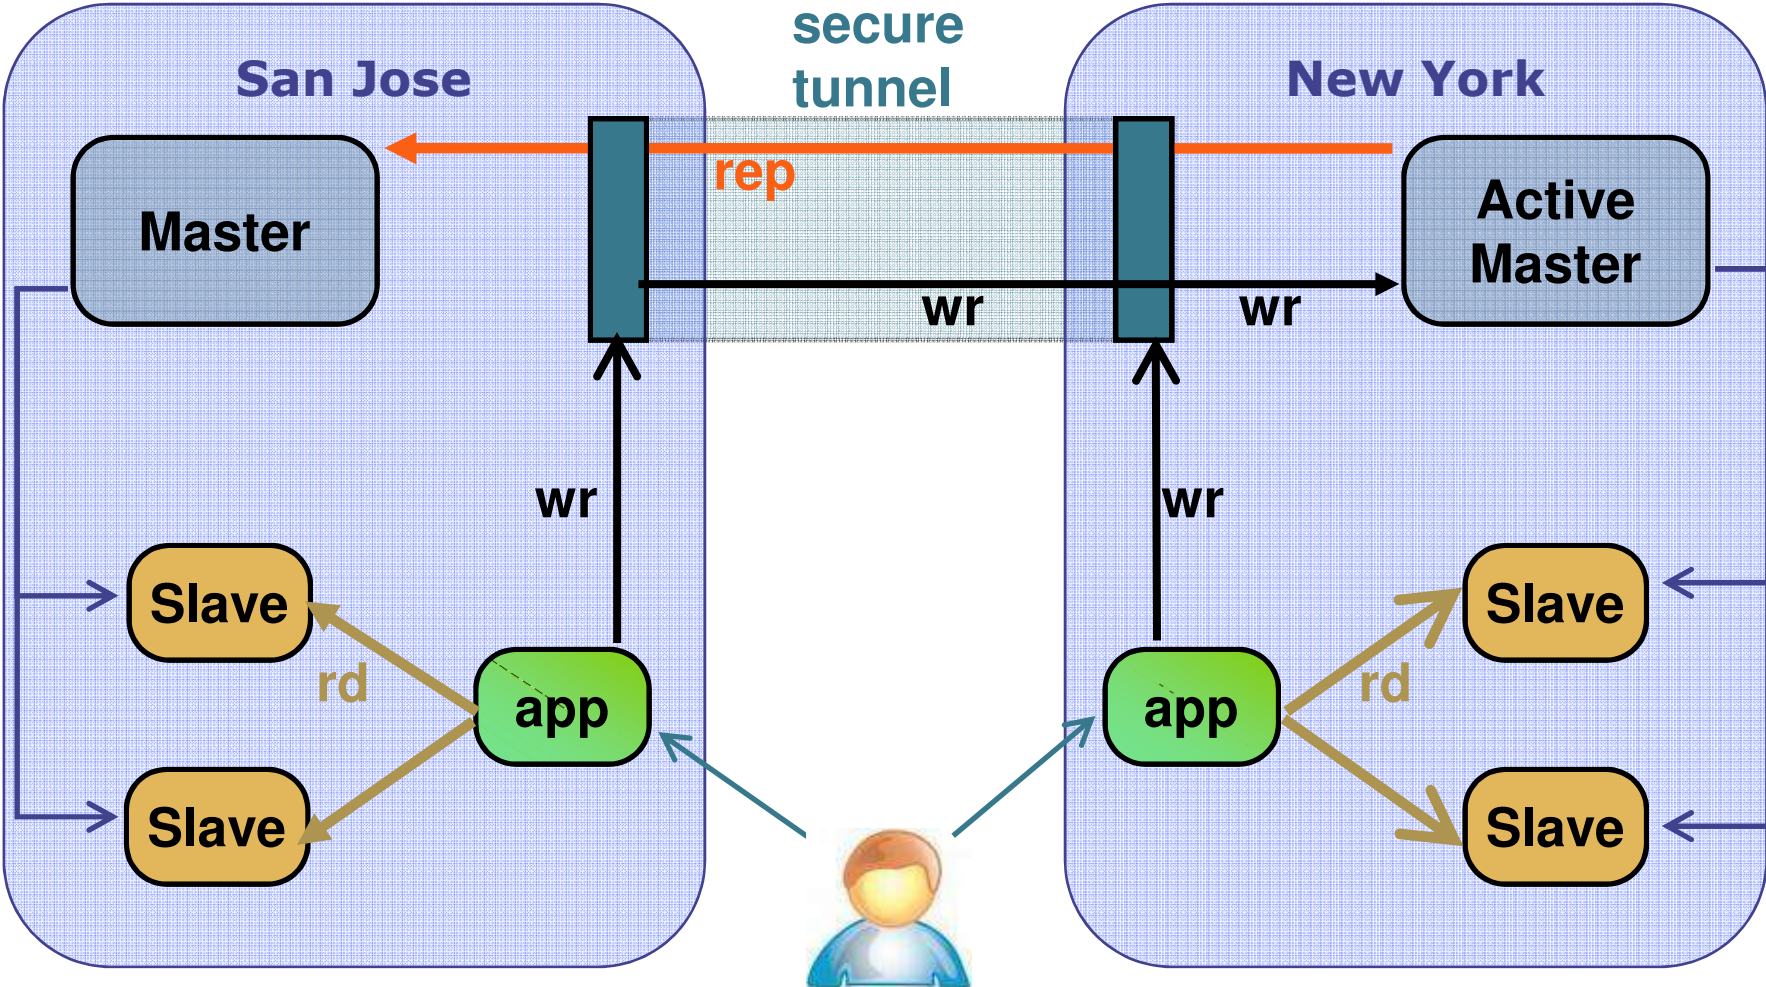 secure
tunnel
San Jose
New York
rep
Master
Active
Master
wr
wr
wr
wr
Slave
Slave
rd
rd
app
app
Slave
Slave